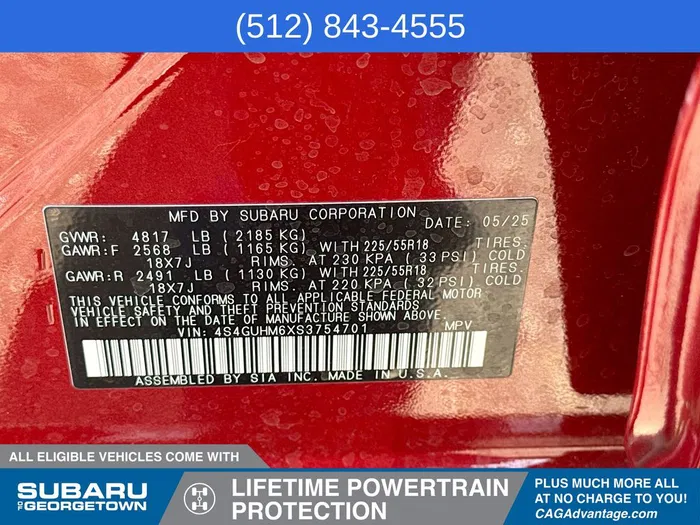 (512) 843-4555
MFD BY SUBARU CORPORATION DATE: 05/25
GVWR: 4817 LB (2185 KG)
GAWR:F 2568 LB (1165 KG) WITH 225/55R18 TIRES.
18X7J RIMS. AT 230 KPA (33 PSI) COLD
GAWR:R 2491 LB (1130 KG) WITH 225/55R18 TIRES.
18X7J RIMS. AT 220 KPA (32 PSI) COLD
THIS VEHICLE CONFORMS TO ALL APPLICABLE FEDERAL MOTOR
VEHICLE SAFETY AND THEFT PREVENTION STANDARDS
IN EFFECT ON THE DATE OF MANUFACTURE SHOWN ABOVE.
VIN: 4S4GUHM6XS3754701 MPV
ASSEMBLED BY SIA INC. MADE IN U.S.A.
ALL ELIGIBLE VEHICLES COME WITH
SUBARU
OF GEORGETOWN
LIFETIME POWERTRAIN
PROTECTION
PLUS MUCH MORE ALL
AT NO CHARGE TO YOU!
CAGAdvantage.com